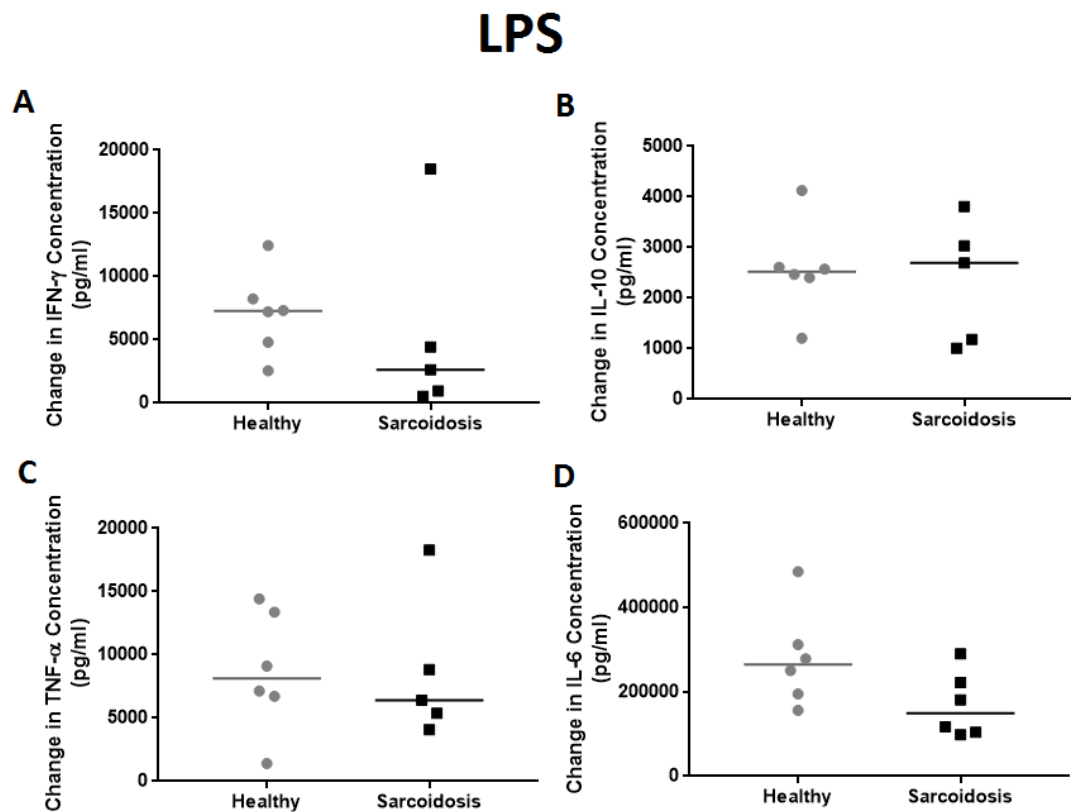 LPS
A
Change in IFN-γ Concentration
(pg/ml)
20000
15000
10000
5000
0
Healthy
Sarcoidosis
B
Change in IL-10 Concentration
(pg/ml)
5000
4000
3000
2000
1000
0
Healthy
Sarcoidosis
C
Change in TNF-α Concentration
(pg/ml)
20000
15000
10000
5000
0
Healthy
Sarcoidosis
D
Change in IL-6 Concentration
(pg/ml)
600000
400000
200000
0
Healthy
Sarcoidosis